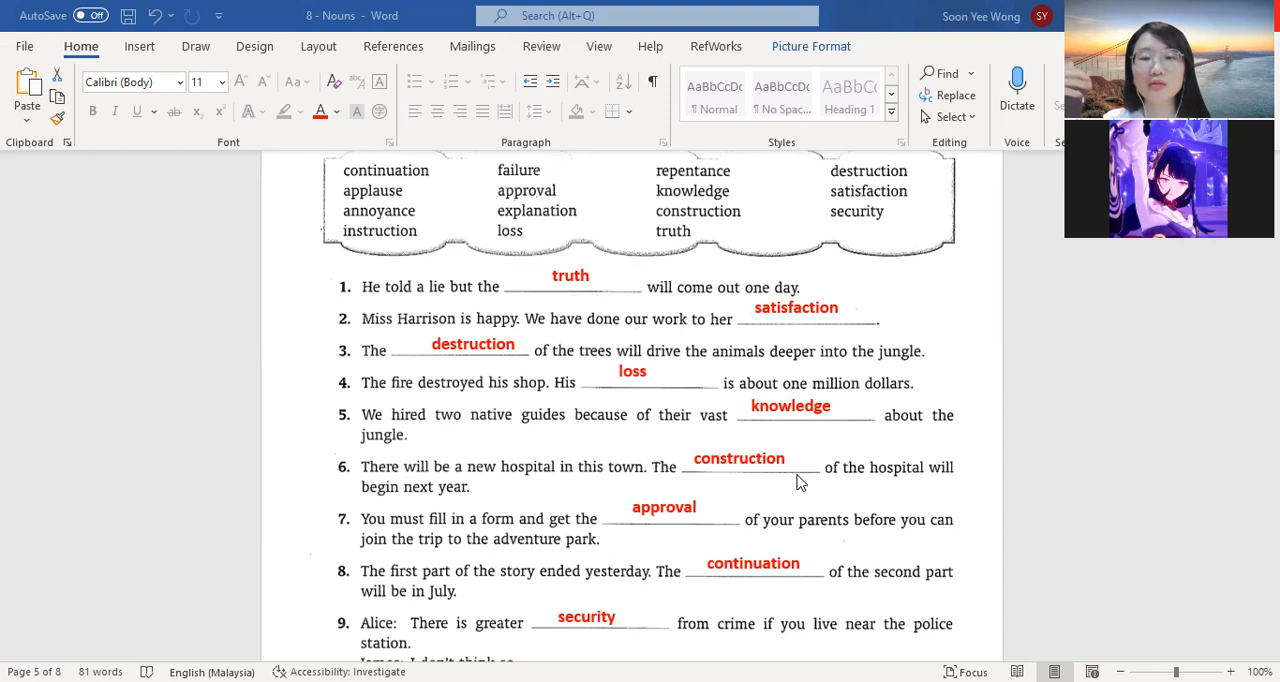 AutoSave Off 8 - Nouns - Word Search (Alt+Q) Soon Yee Wong SY
File Home Insert Draw Design Layout References Mailings Review View Help RefWorks Picture Format
Paste Calibri (Body) 11 Aa AaBbCcDc AaBbCcDc AaBbCc Find Replace Select Dictate
B I U ab x₂ x² A A ¶ Normal ¶ No Spac... Heading 1
Clipboard Font Paragraph Styles Editing Voice
continuation failure repentance destruction
applause approval knowledge satisfaction
annoyance explanation construction security
instruction loss truth
1. He told a lie but the truth will come out one day.
2. Miss Harrison is happy. We have done our work to her satisfaction.
3. The destruction of the trees will drive the animals deeper into the jungle.
4. The fire destroyed his shop. His loss is about one million dollars.
5. We hired two native guides because of their vast knowledge about the
jungle.
6. There will be a new hospital in this town. The construction of the hospital will
begin next year.
7. You must fill in a form and get the approval of your parents before you can
join the trip to the adventure park.
8. The first part of the story ended yesterday. The continuation of the second part
will be in July.
9. Alice: There is greater security from crime if you live near the police
station.
Page 5 of 8 81 words English (Malaysia) Accessibility: Investigate Focus 100%